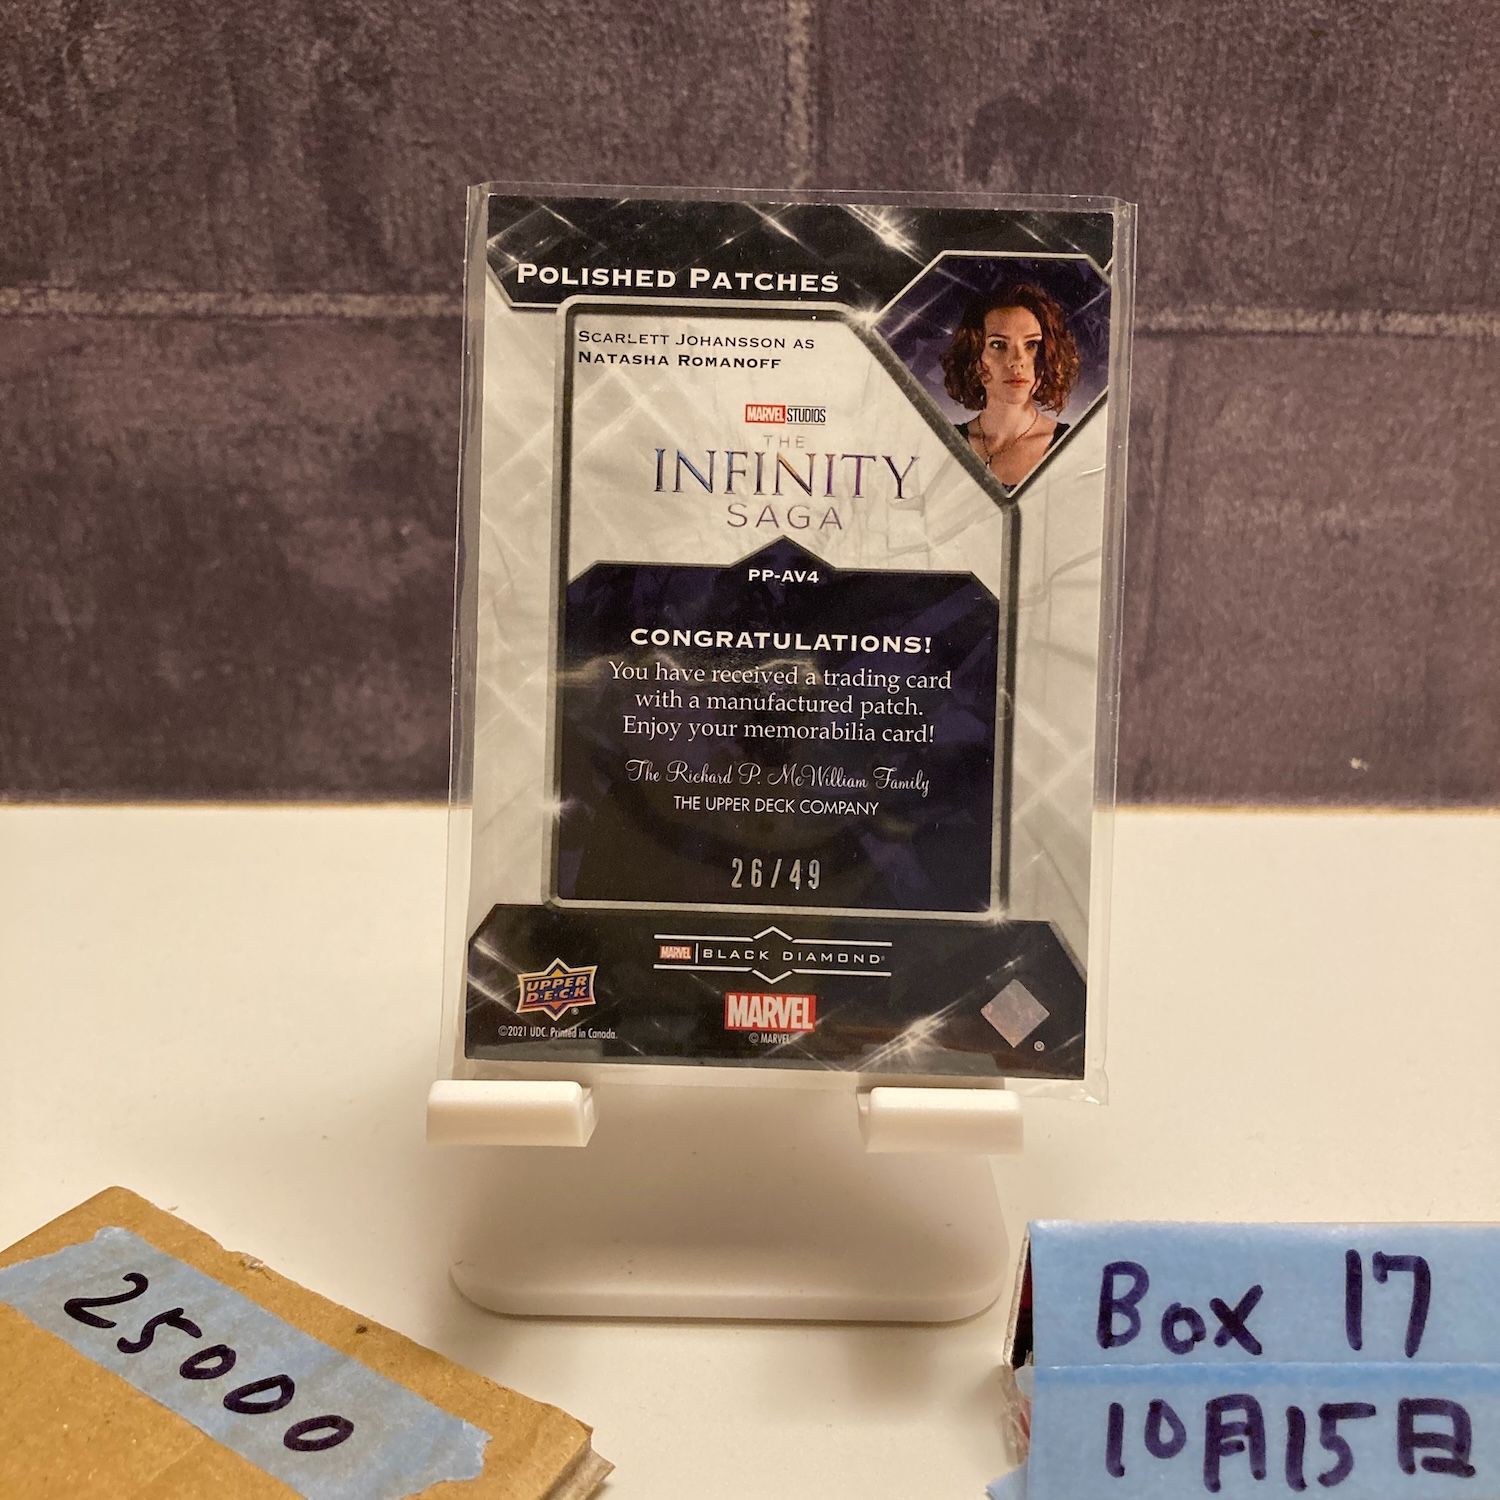 POLISHED PATCHES
SCARLETT JOHANSSON AS
NATASHA ROMANOFF
MARVEL STUDIOS
THE
INFINITY
SAGA
PP-AV4
CONGRATULATIONS!
You have received a trading card
with a manufactured patch.
Enjoy your memorabilia card!
The Richard P. McWilliam Family
THE UPPER DECK COMPANY
26/49
MARVEL BLACK DIAMOND
UPPER
D·E·C·K
®
MARVEL
©2021 UDC. Printed in Canada.
© MARVEL
®
25000
Box 17
10月15日